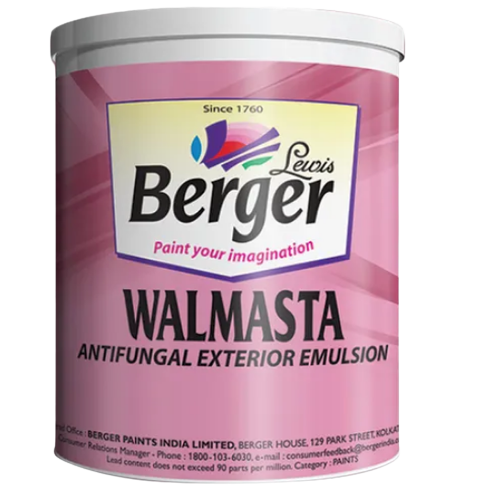 Since 1760
Lewis
Berger
Paint your imagination
WALMASTA
ANTIFUNGAL EXTERIOR EMULSION
Office : BERGER PAINTS INDIA LIMITED, BERGER HOUSE, 129 PARK STREET, KOLKAT
Consumer Relations Manager - Phone : 1800-103-6030, e-mail : consumerfeedback@bergerindia.
Lead content does not exceed 90 parts per million. Category : PAINTS